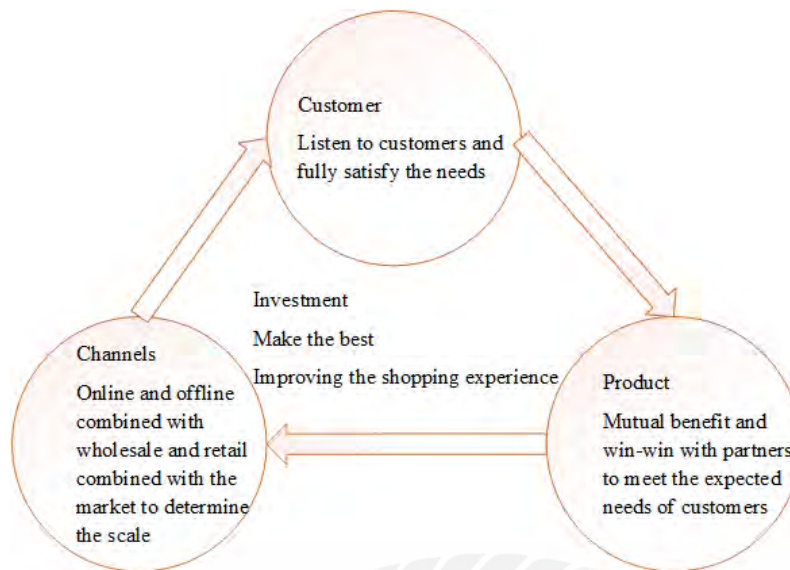 Customer
Listen to customers and
fully satisfy the needs
Investment
Make the best
Improving the shopping experience
Channels
Online and offline
combined with
wholesale and retail
combined with the
market to determine
the scale
Product
Mutual benefit and
win-win with partners
to meet the expected
needs of customers